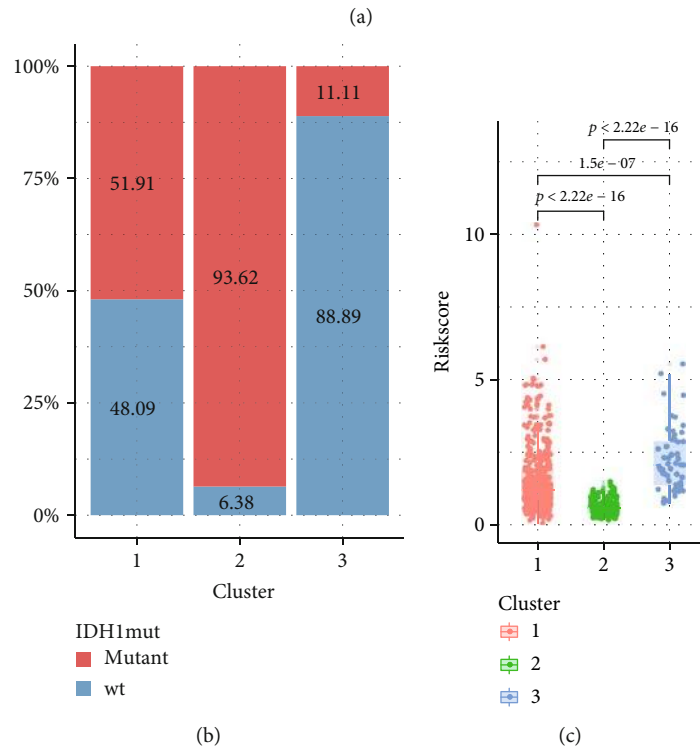 (a)
100%
75%
50%
25%
0%
51.91
48.09
93.62
6.38
11.11
88.89
1
2
3
Cluster
IDH1mut
Mutant
wt
(b)
Riskscore
10
5
0
p < 2.22e − 16
1.5e − 07
p < 2.22e − 16
1
2
3
Cluster
1
2
3
(c)